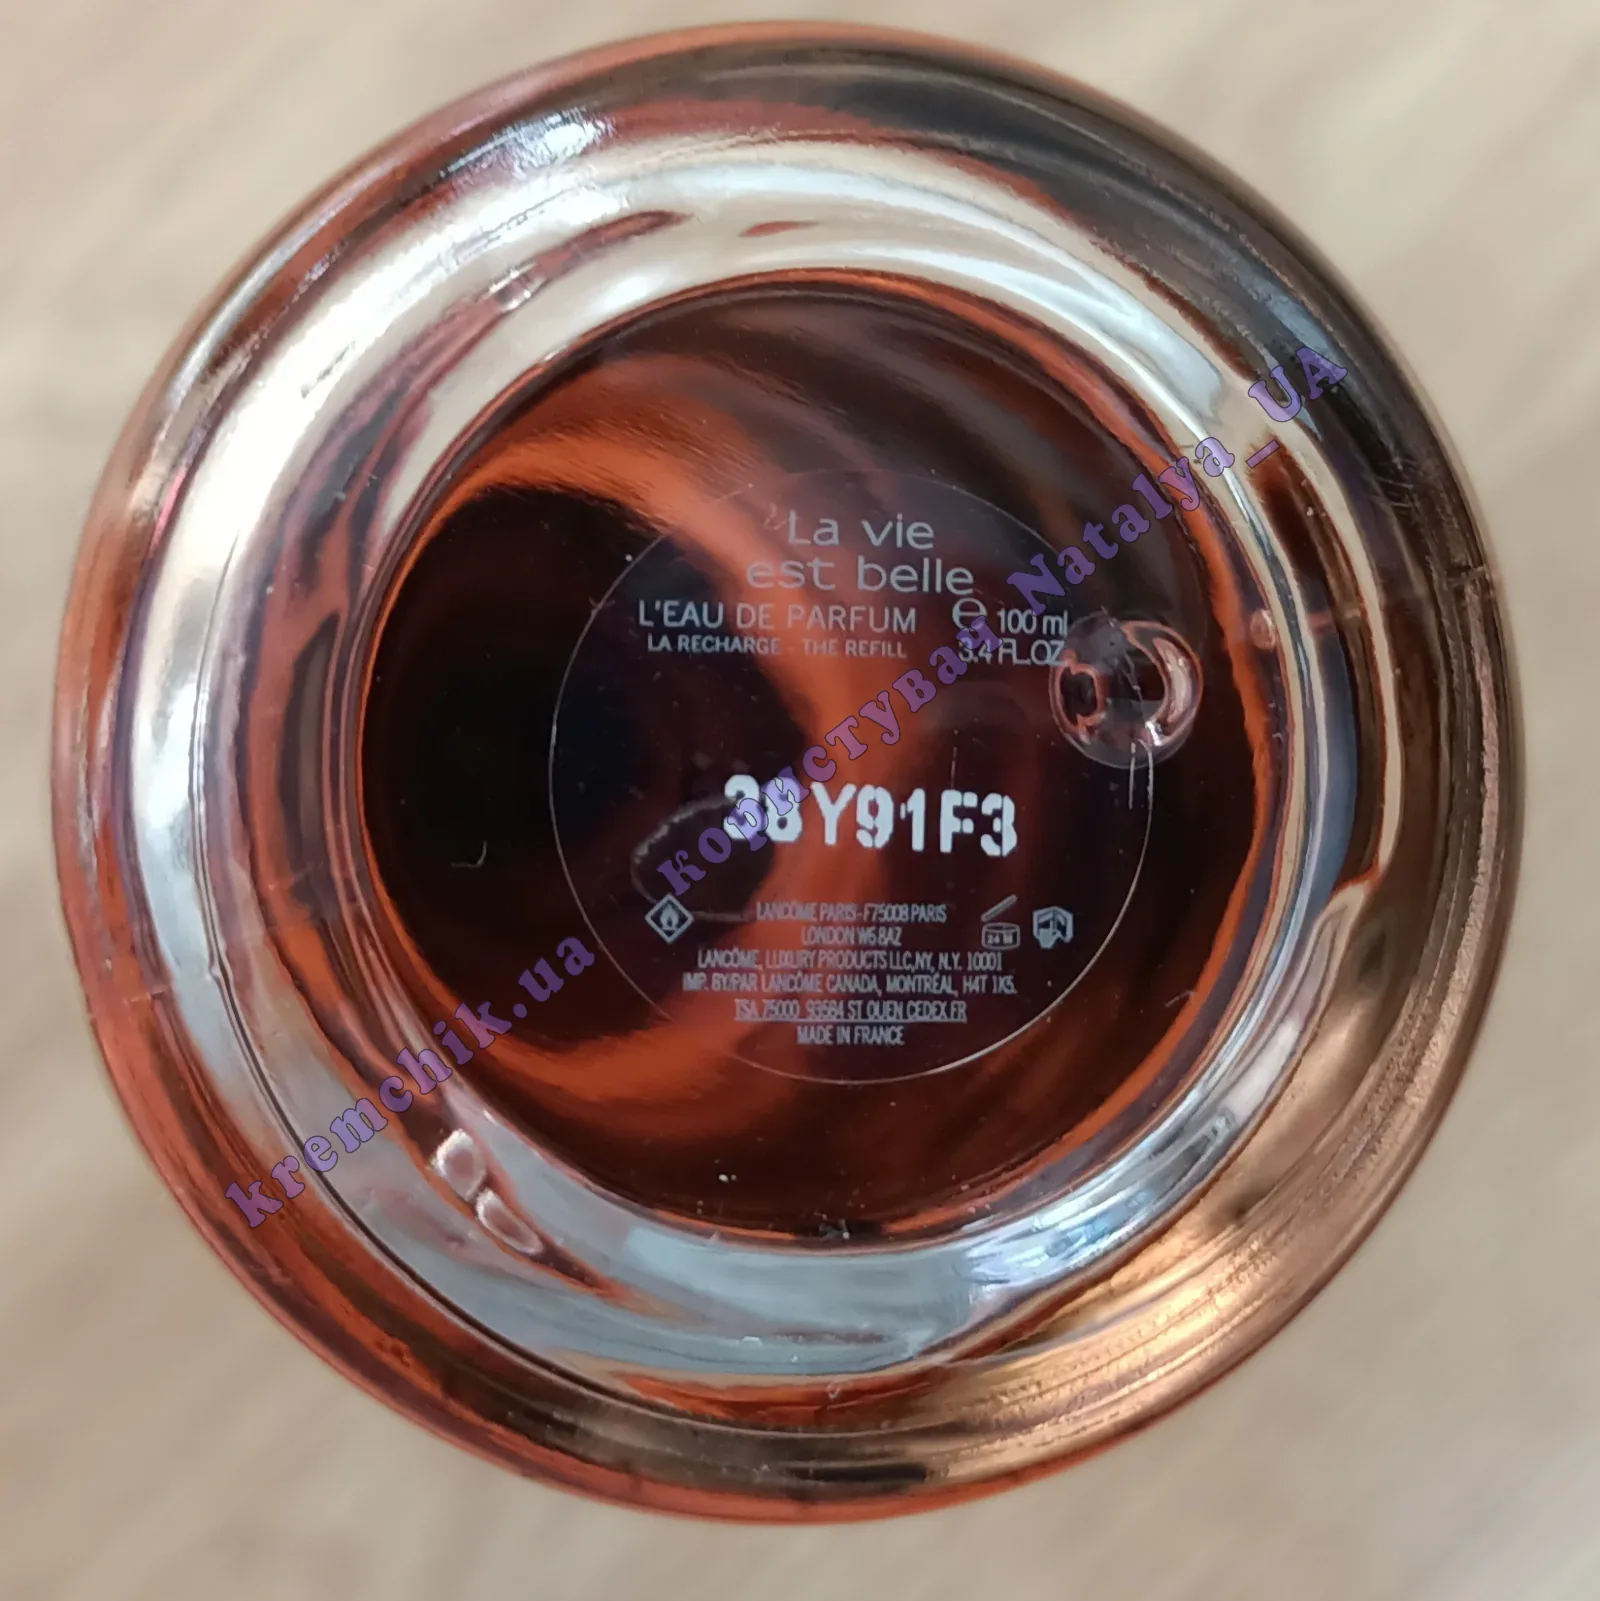 La vie
est belle
L'EAU DE PARFUM ℮ 100 ml
LA RECHARGE - THE REFILL 3.4 FL.OZ
38Y91F3
LANCÔME PARIS - F75008 PARIS
LONDON W6 8AZ
LANCÔME, LUXURY PRODUCTS LLC, NY, N.Y. 10001
IMP. BY/PAR LANCÔME CANADA, MONTRÉAL, H4T 1K5.
TSA 75000 93584 ST OUEN CEDEX FR
MADE IN FRANCE
24 M
kremchik.ua користувач Natalya_UA